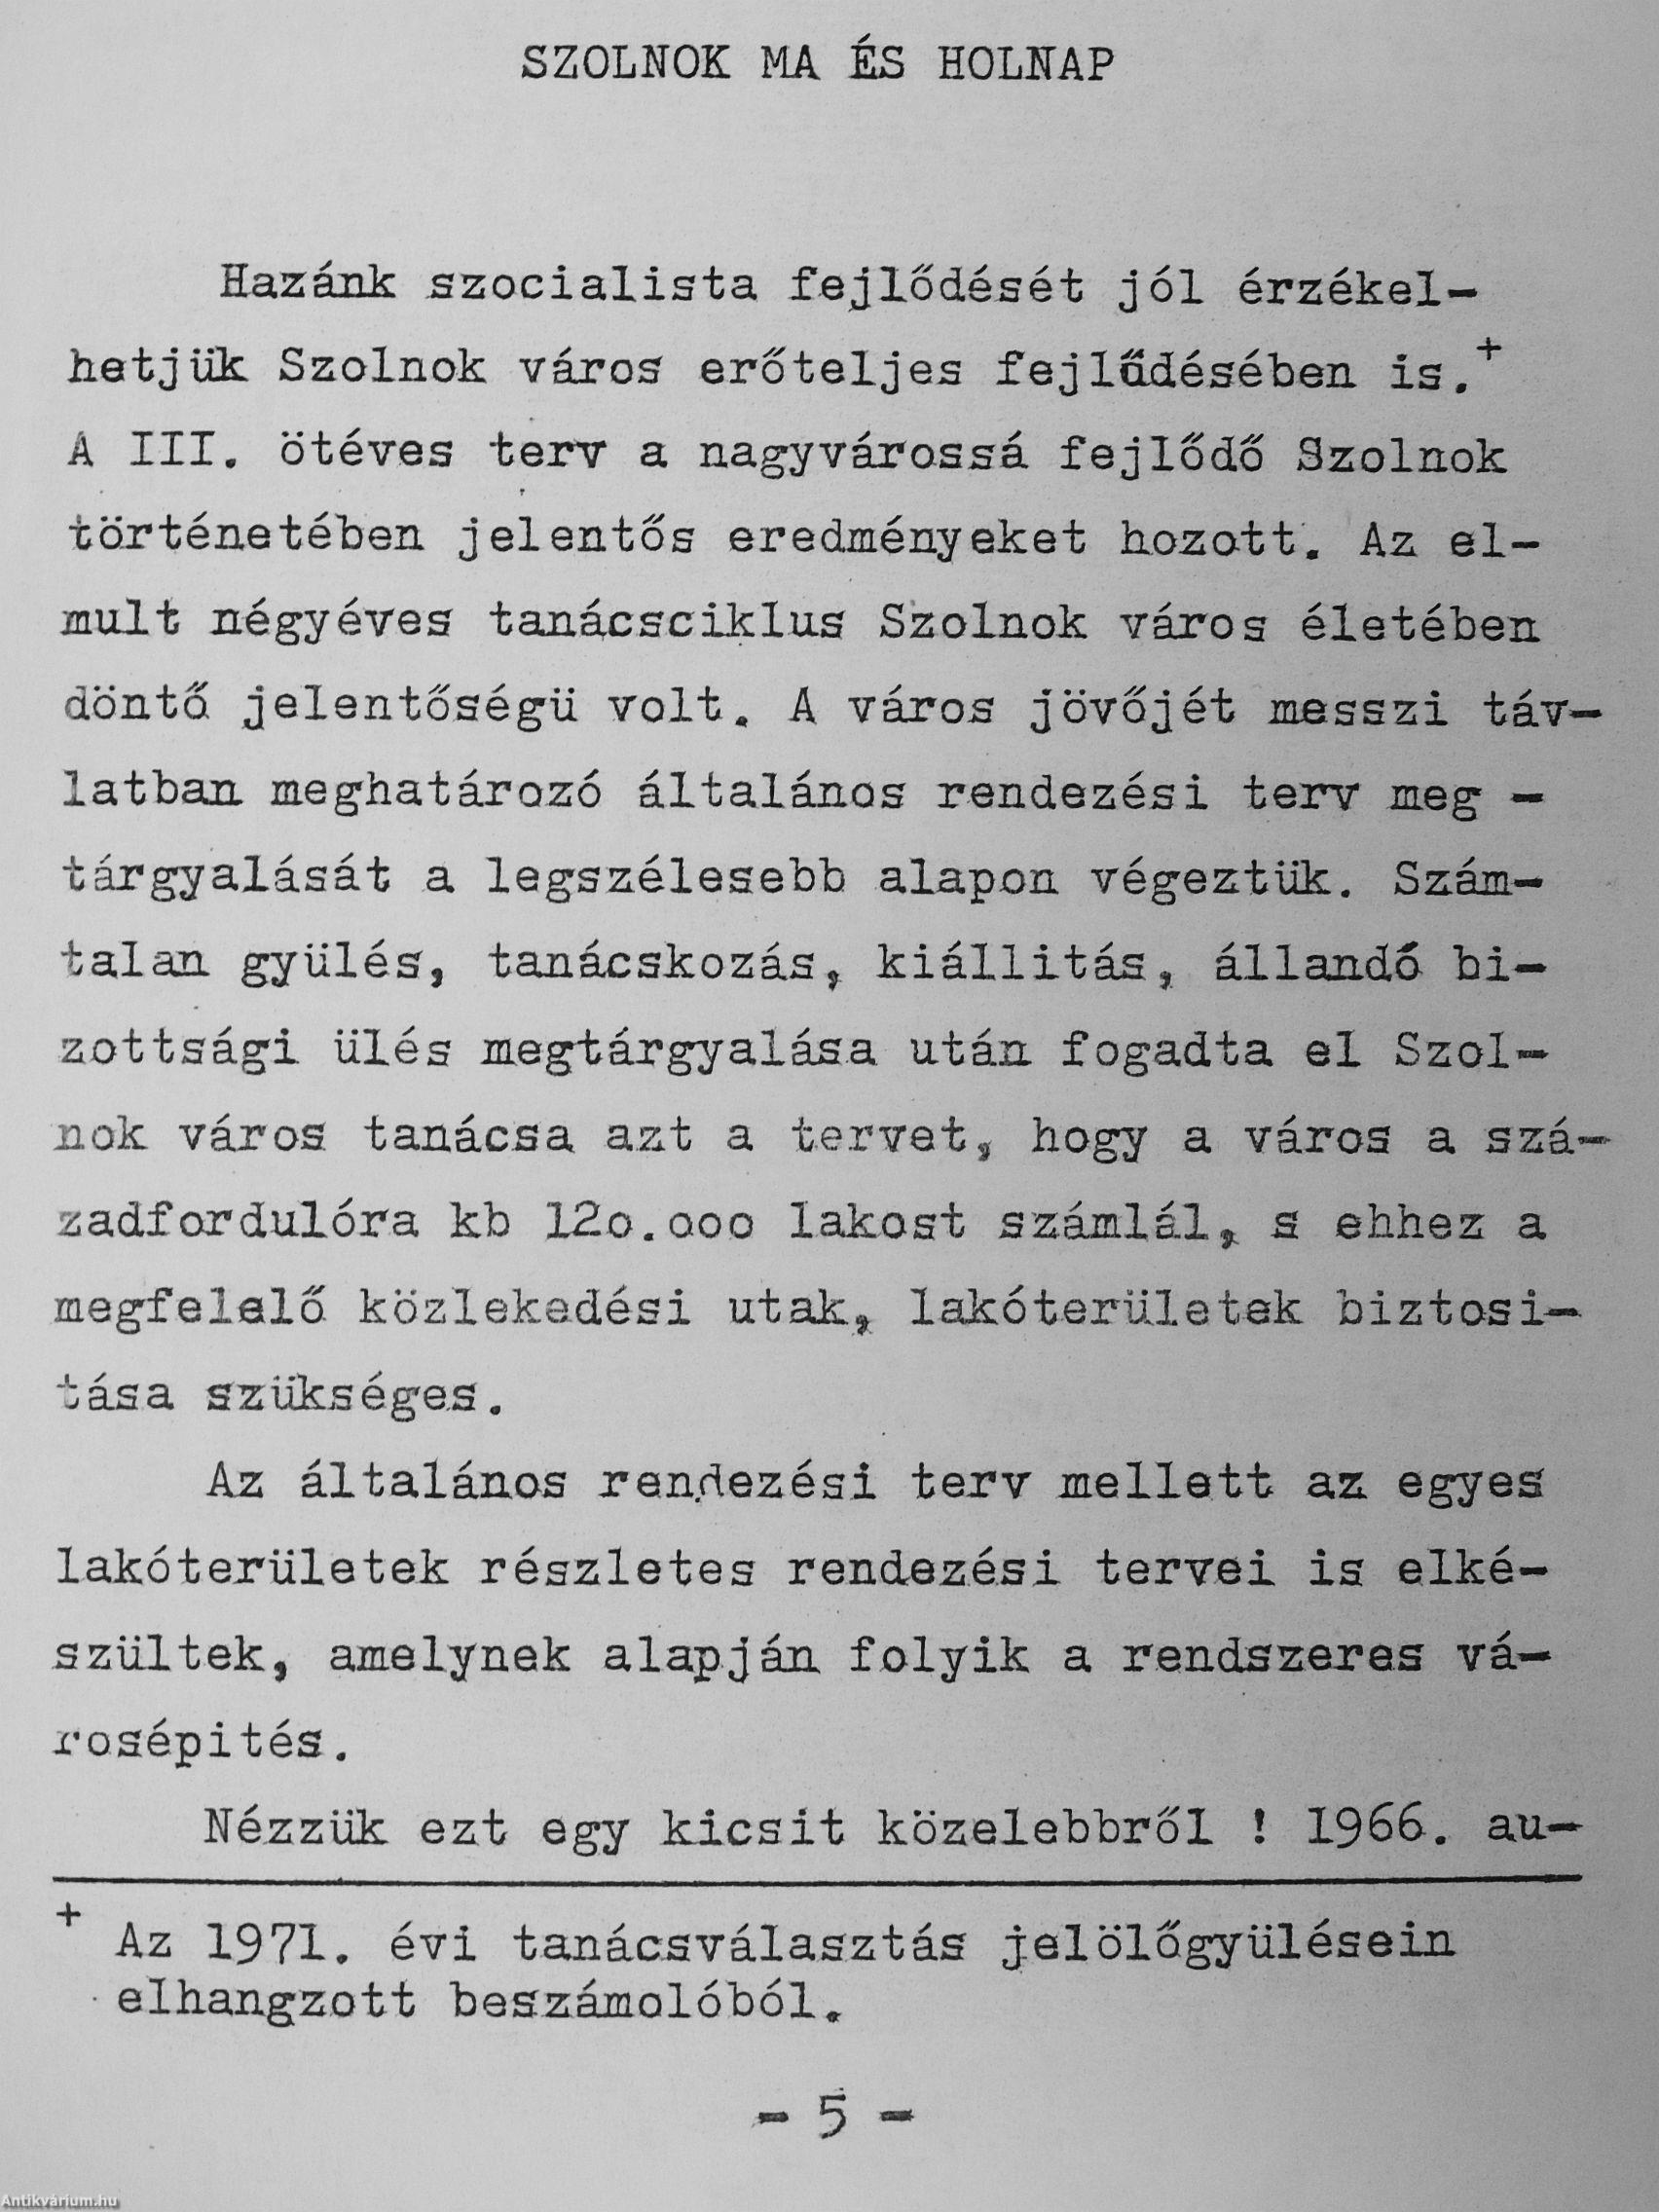 SZOLNOK MA ÉS HOLNAP
Hazánk szocialista fejlődését jól érzékel-
hetjük Szolnok város erőteljes fejlődésében is.+
A III. ötéves terv a nagyvárossá fejlődő Szolnok
történetében jelentős eredményeket hozott. Az el-
mult négyéves tanácsciklus Szolnok város életében
döntő jelentőségü volt. A város jövőjét messzi táv-
latban meghatározó általános rendezési terv meg -
tárgyalását a legszélesebb alapon végeztük. Szám-
talan gyülés, tanácskozás, kiállitás, állandó bi-
zottsági ülés megtárgyalása után fogadta el Szol-
nok város tanácsa azt a tervet, hogy a város a szá-
zadfordulóra kb 12o.ooo lakost számlál, s ehhez a
megfelelő közlekedési utak, lakóterületek biztosi-
tása szükséges.
Az általános rendezési terv mellett az egyes
lakóterületek részletes rendezési tervei is elké-
szültek, amelynek alapján folyik a rendszeres vá-
rosépités.
Nézzük ezt egy kicsit közelebbről ! 1966. au-
+ Az 1971. évi tanácsválasztás jelölőgyülésein
elhangzott beszámolóból.
- 5 -
Antikvárium.hu